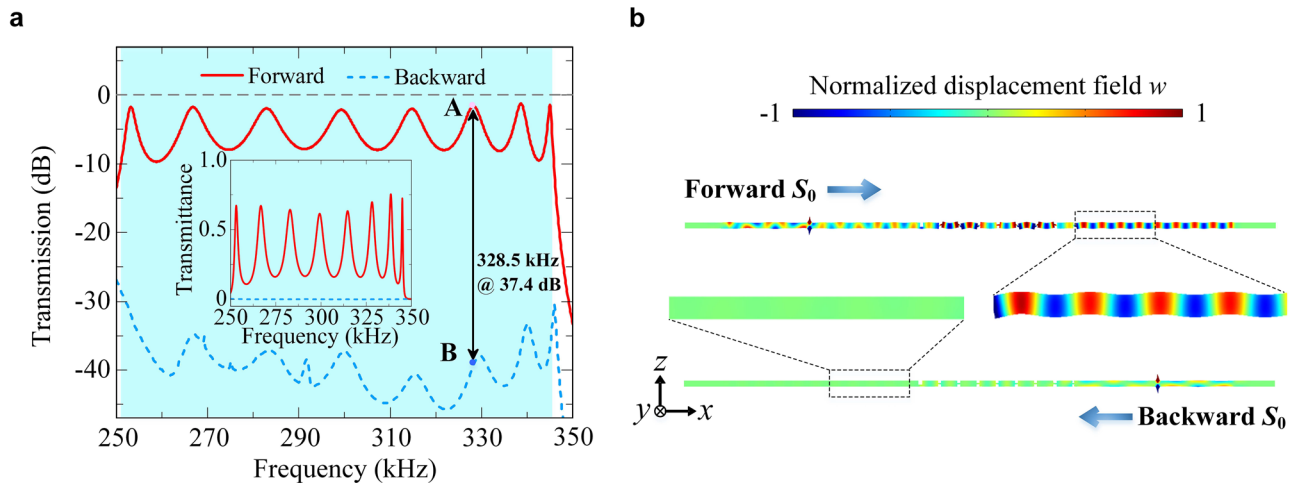 a
Forward
Backward
0
-10
-20
-30
-40
Transmission (dB)
A
B
328.5 kHz
@ 37.4 dB
1.0
0.5
0
Transmittance
250 275 300 325 350
Frequency (kHz)
250 270 290 310 330 350
Frequency (kHz)
b
Normalized displacement field w
-1
1
Forward S₀
z
y
x
Backward S₀